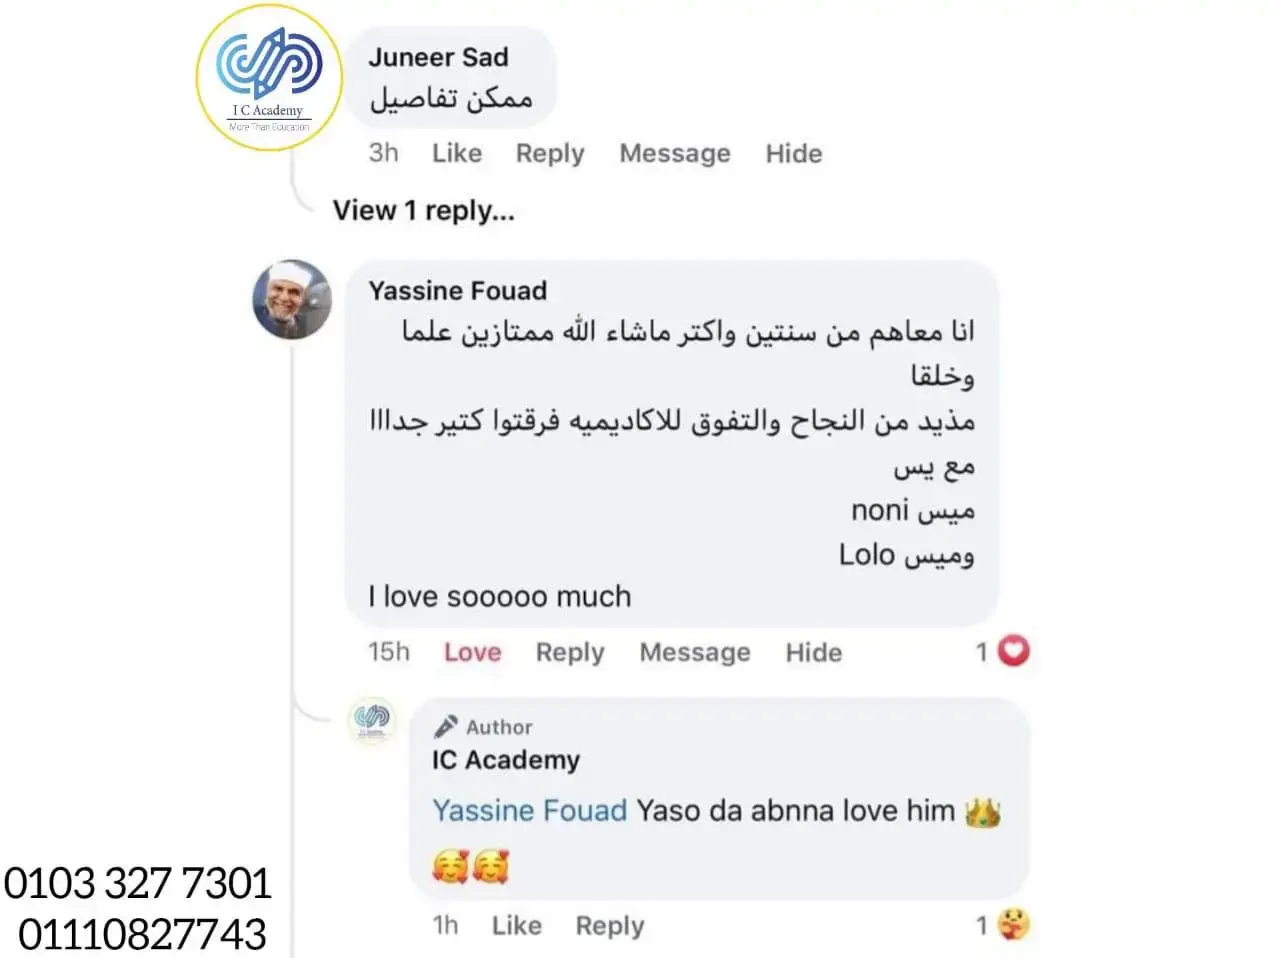 I C Academy
More Than Education
Juneer Sad
ممكن تفاصيل
3h Like Reply Message Hide
View 1 reply...
Yassine Fouad
انا معاهم من سنتين واكتر ماشاء الله ممتازين علما
وخلقا
مذيد من النجاح والتفوق للاكاديميه فرقتوا كتير جدااا
مع يس
ميس noni
وميس Lolo
I love sooooo much
15h Love Reply Message Hide 1
Author
IC Academy
Yassine Fouad Yaso da abnna love him 👑
🥰🥰
1h Like Reply 1
0103 327 7301
01110827743